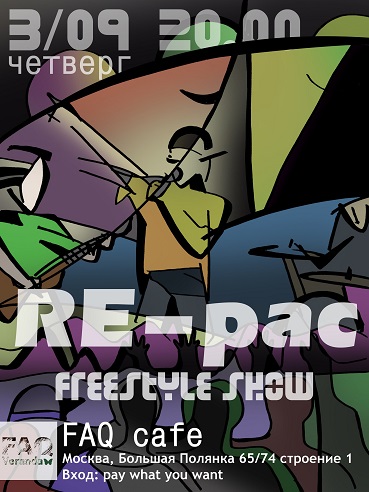 3/09 20.00
четверг
RE-pac
FREESTYLE SHOW
FAQ cafe
FAQ
Verandaw
Москва, Большая Полянка 65/74 строение 1
Вход: pay what you want